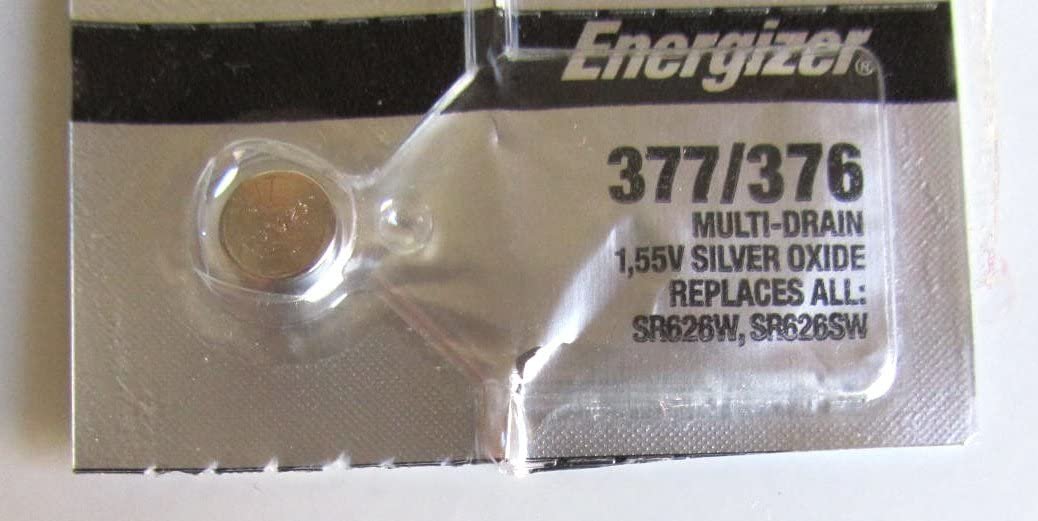 Energizer®
377/376
MULTI-DRAIN
1,55V SILVER OXIDE
REPLACES ALL:
SR626W, SR626SW